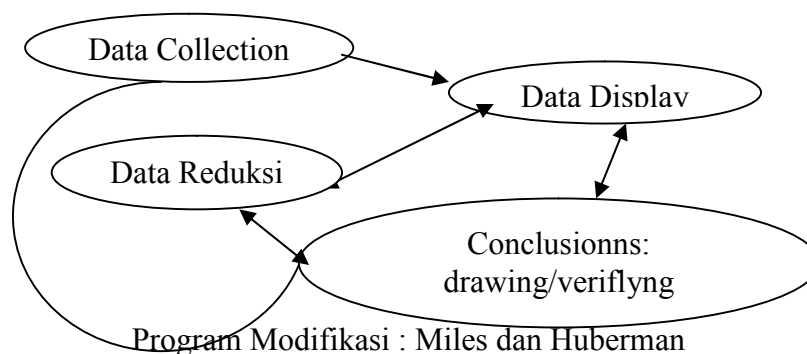 Data Collection
Data Display
Data Reduksi
Conclusionns:
drawing/veriflyng
Program Modifikasi : Miles dan Huberman